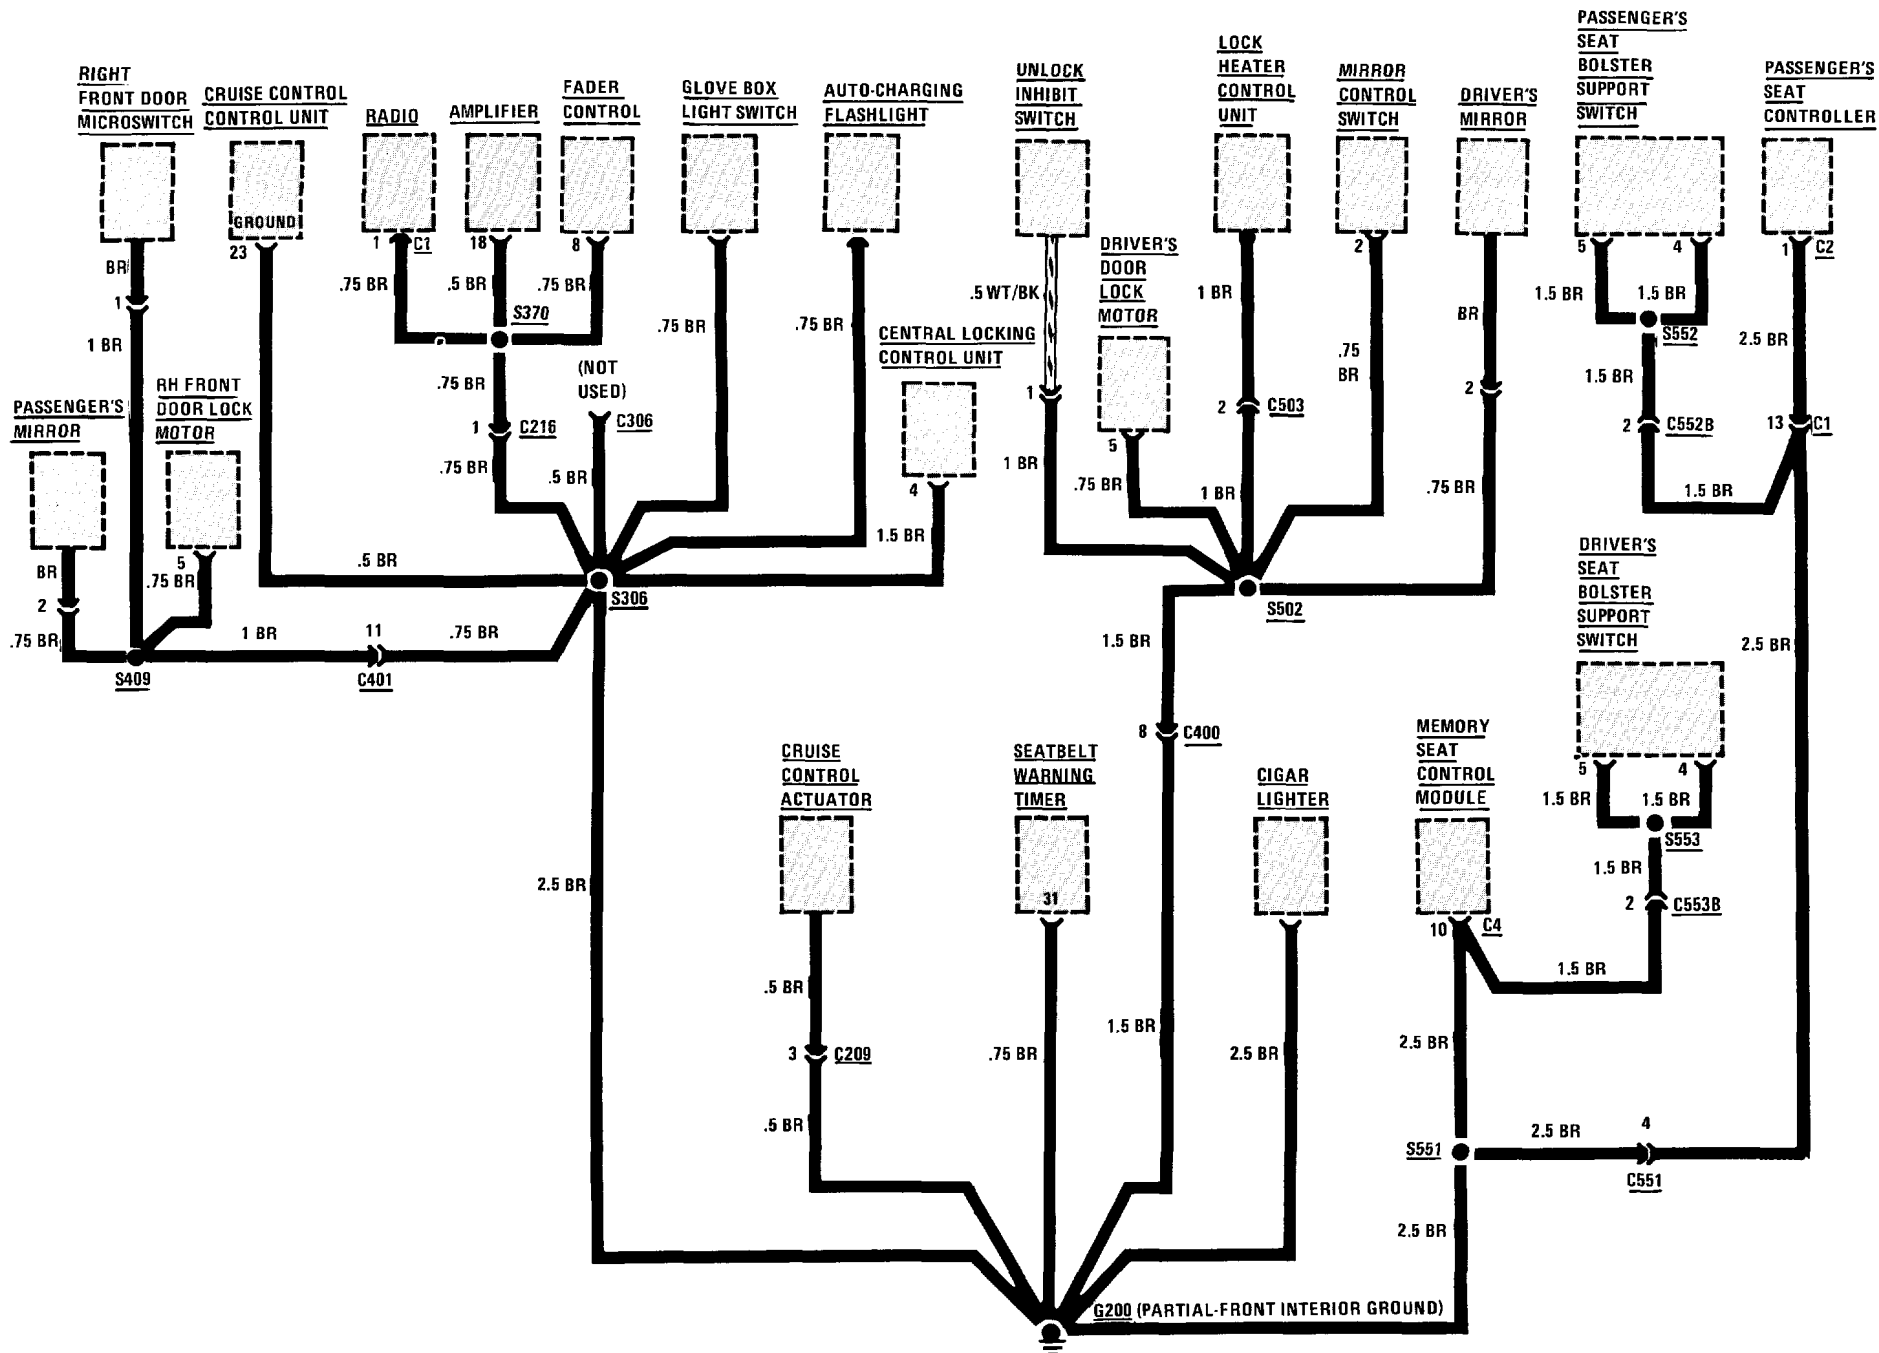 RIGHT
FRONT DOOR
MICROSWITCH
CRUISE CONTROL
CONTROL UNIT
RADIO
AMPLIFIER
FADER
CONTROL
GLOVE BOX
LIGHT SWITCH
AUTO-CHARGING
FLASHLIGHT
UNLOCK
INHIBIT
SWITCH
LOCK
HEATER
CONTROL
UNIT
MIRROR
CONTROL
SWITCH
DRIVER'S
MIRROR
PASSENGER'S
SEAT
BOLSTER
SUPPORT
SWITCH
PASSENGER'S
SEAT
CONTROLLER
GROUND
23
1
C1
18
8
2
5
4
1
C2
BR
1
1 BR
.75 BR
.5 BR
.75 BR
S370
.75 BR
.75 BR
.5 WT/BK
1
DRIVER'S
DOOR
LOCK
MOTOR
1 BR
.75
BR
BR
2
1.5 BR
1.5 BR
S552
2.5 BR
1.5 BR
CENTRAL LOCKING
CONTROL UNIT
PASSENGER'S
MIRROR
RH FRONT
DOOR LOCK
MOTOR
.75 BR
(NOT
USED)
1
C216
C306
.75 BR
.5 BR
4
1.5 BR
1 BR
5
.75 BR
2
C503
1 BR
.75 BR
2
C552B
13
C1
1.5 BR
BR
2
.75 BR
5
.75 BR
.5 BR
S306
S409
1 BR
11
C401
.75 BR
S502
1.5 BR
8
C400
DRIVER'S
SEAT
BOLSTER
SUPPORT
SWITCH
2.5 BR
5
4
1.5 BR
1.5 BR
S553
1.5 BR
2
C553B
1.5 BR
CRUISE
CONTROL
ACTUATOR
SEATBELT
WARNING
TIMER
31
CIGAR
LIGHTER
MEMORY
SEAT
CONTROL
MODULE
10
C4
2.5 BR
.5 BR
3
C209
.5 BR
.75 BR
1.5 BR
2.5 BR
2.5 BR
S551
2.5 BR
4
C551
2.5 BR
G200 (PARTIAL-FRONT INTERIOR GROUND)